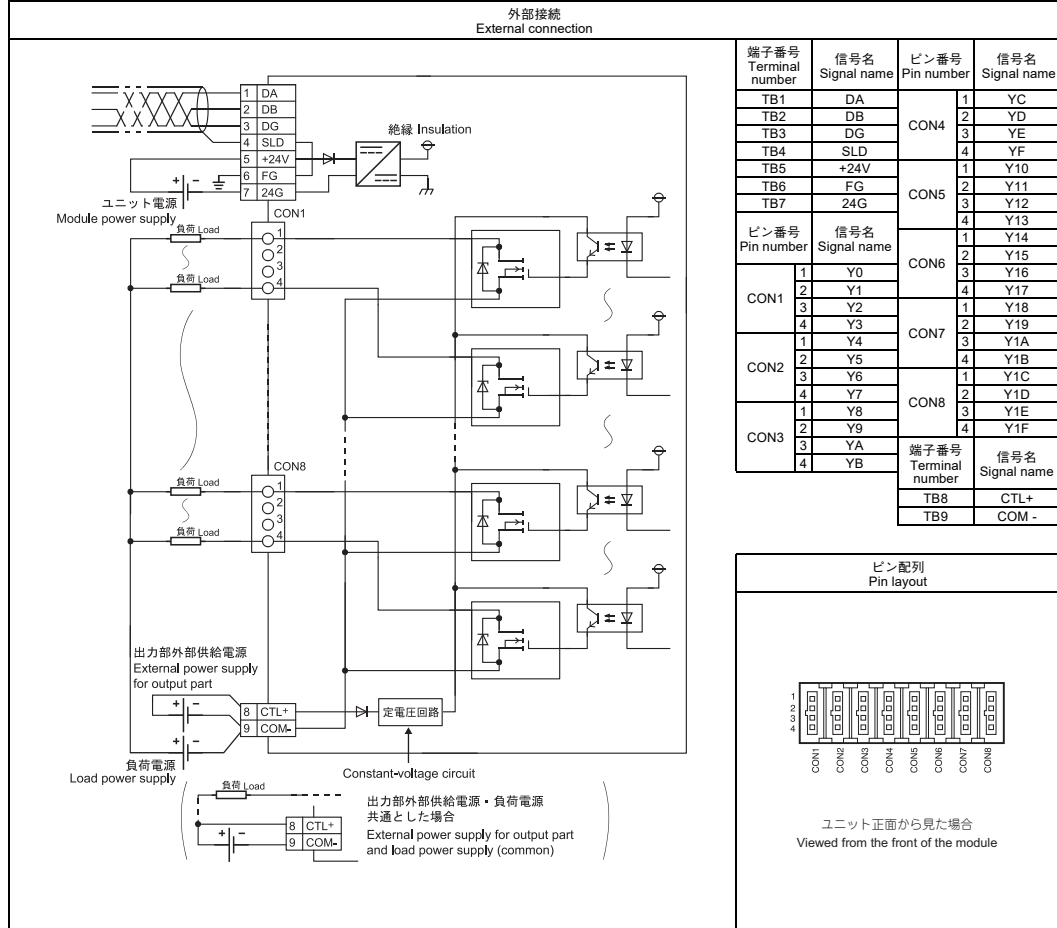 外部接続
External connection
1 DA
2 DB
3 DG
4 SLD
5 +24V
6 FG
7 24G
絶縁 Insulation
ユニット電源
Module power supply
CON1
負荷 Load
1
2
3
4
負荷 Load
CON8
負荷 Load
1
2
3
4
負荷 Load
出力部外部供給電源
External power supply
for output part
+ −
8 CTL+
9 COM-
定電圧回路
+ −
負荷電源
Load power supply
Constant-voltage circuit
負荷 Load
8 CTL+
9 COM-
+ −
出力部外部供給電源・負荷電源
共通とした場合
External power supply for output part
and load power supply (common)
端子番号 Terminal number 信号名 Signal name
TB1 DA
TB2 DB
TB3 DG
TB4 SLD
TB5 +24V
TB6 FG
TB7 24G
ピン番号 Pin number 信号名 Signal name
CON1 1 Y0
2 Y1
3 Y2
4 Y3
CON2 1 Y4
2 Y5
3 Y6
4 Y7
CON3 1 Y8
2 Y9
3 YA
4 YB
ピン番号 Pin number 信号名 Signal name
CON4 1 YC
2 YD
3 YE
4 YF
CON5 1 Y10
2 Y11
3 Y12
4 Y13
CON6 1 Y14
2 Y15
3 Y16
4 Y17
CON7 1 Y18
2 Y19
3 Y1A
4 Y1B
CON8 1 Y1C
2 Y1D
3 Y1E
4 Y1F
端子番号 Terminal number 信号名 Signal name
TB8 CTL+
TB9 COM -
ピン配列
Pin layout
1
2
3
4
CON1 CON2 CON3 CON4 CON5 CON6 CON7 CON8
ユニット正面から見た場合
Viewed from the front of the module